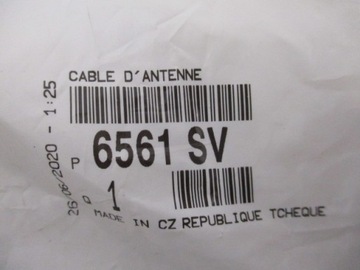 CABLE D'ANTENNE
P 6561 SV
Q 1
MADE IN CZ REPUBLIQUE TCHEQUE
26/06/2020 - 1:25